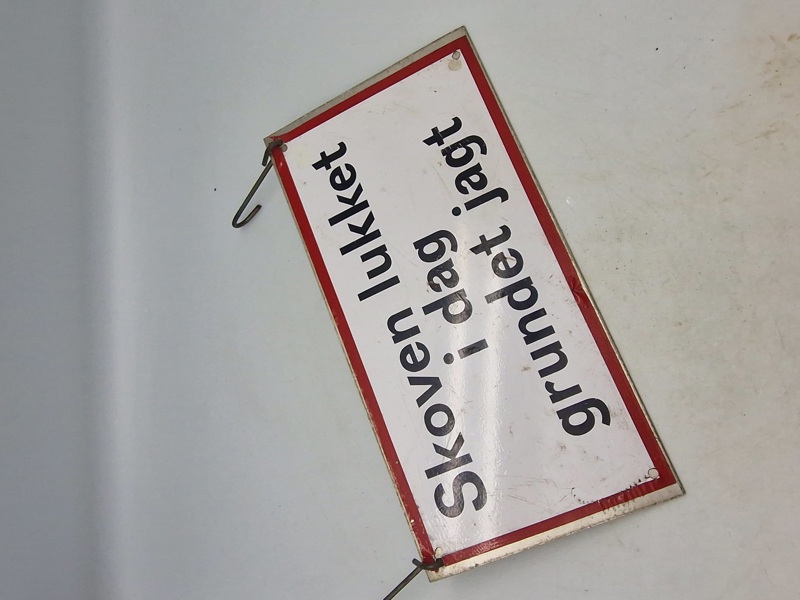 Skoven lukket
i dag
grundet jagt